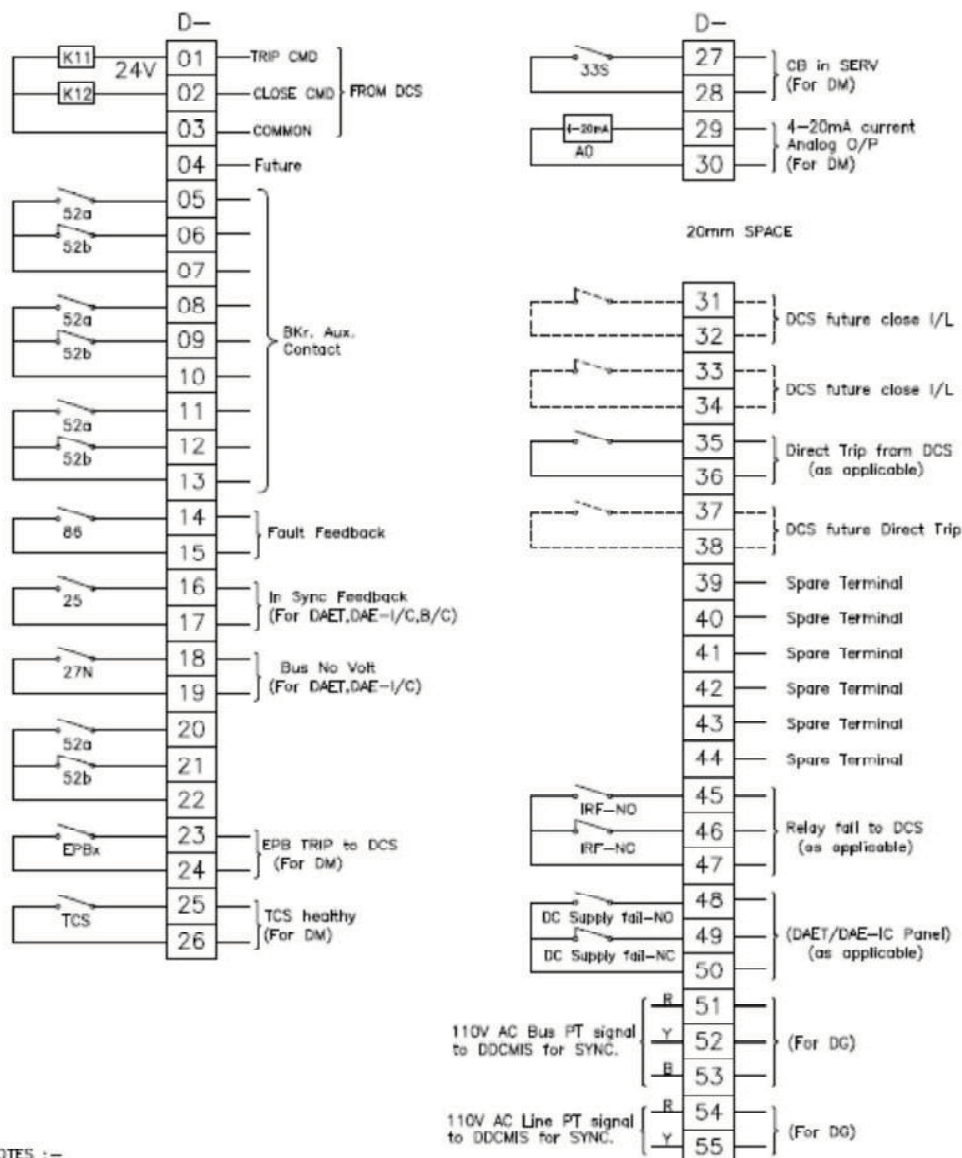 D-
K11
24V
01
TRIP CMD
K12
02
CLOSE CMD
FROM DCS
03
COMMON
04
Future
05
52a
06
52b
07
08
52a
09
52b
10
BKr. Aux.
Contact
11
52a
12
52b
13
14
86
15
Fault Feedback
16
25
17
In Sync Feedback
(For DAET,DAE-I/C,B/C)
18
27N
19
Bus No Volt
(For DAET,DAE-I/C)
20
52a
21
52b
22
23
EPBx
24
EPB TRIP to DCS
(For DM)
25
TCS
26
TCS healthy
(For DM)
D-
27
33S
28
CB in SERV
(For DM)
29
4-20mA
AO
30
4-20mA current
Analog O/P
(For DM)
20mm SPACE
31
32
DCS future close I/L
33
34
DCS future close I/L
35
36
Direct Trip from DCS
(as applicable)
37
38
DCS future Direct Trip
39
Spare Terminal
40
Spare Terminal
41
Spare Terminal
42
Spare Terminal
43
Spare Terminal
44
Spare Terminal
45
IRF-NO
46
IRF-NC
47
Relay fail to DCS
(as applicable)
48
DC Supply fail-NO
49
DC Supply fail-NC
50
(DAET/DAE-IC Panel)
(as applicable)
110V AC Bus PT signal
to DDCMIS for SYNC.
R
51
Y
52
B
53
(For DG)
110V AC Line PT signal
to DDCMIS for SYNC.
R
54
Y
55
(For DG)
OTES :-